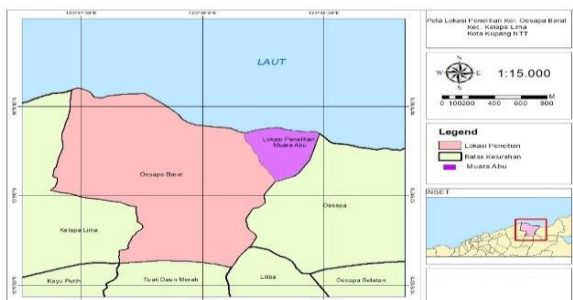 Peta Lokasi Penelitian Kel. Oesapa Barat
Kec. Kelapa Lima
Kota Kupang NTT
N
W E
S
1:15.000
M
0 100200 400 600 800
Legend
Lokasi Penelitian
Batas Kelurahan
Muara Abu
INSET
LAUT
Lokasi Penelitian
Muara Abu
Oesapa Barat
Oesapa
Kelapa Lima
Kayu Putih
Tuak Daun Merah
Liliba
Oesapa Selatan